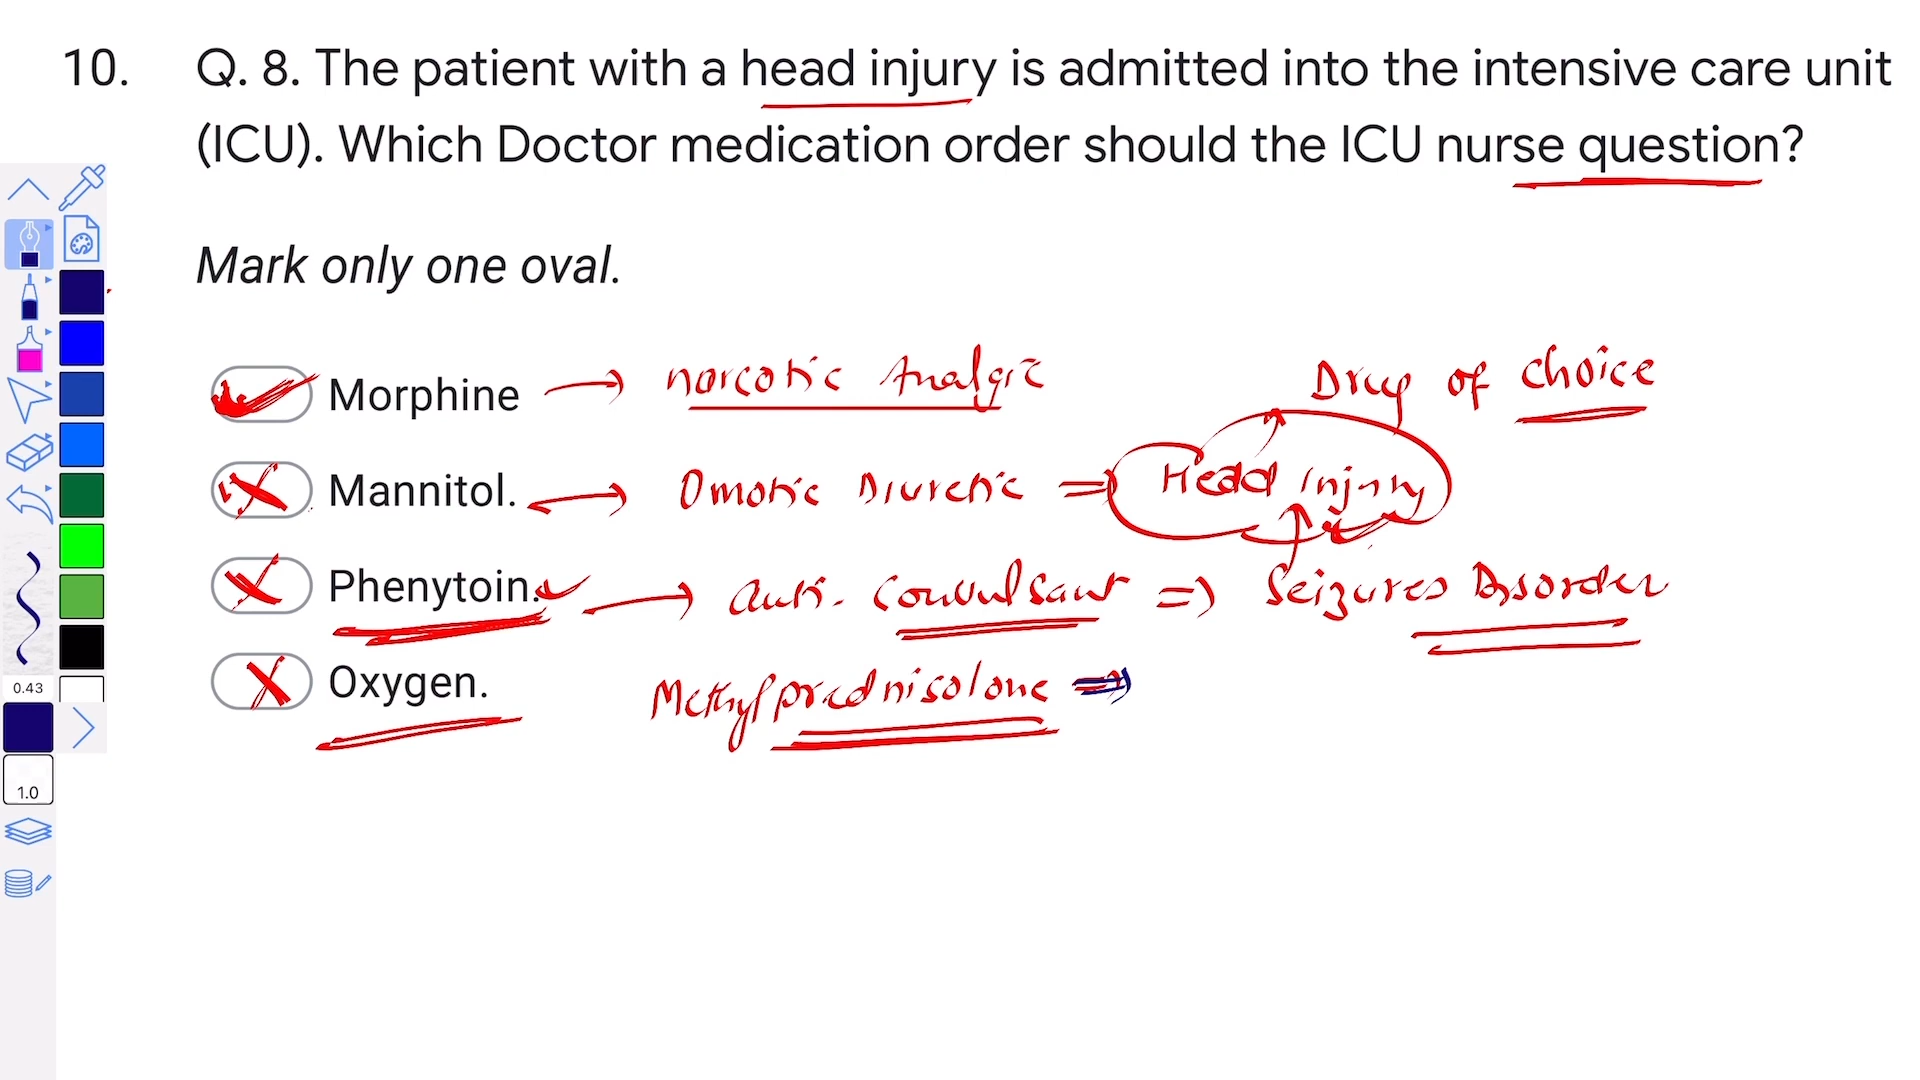 10. Q. 8. The patient with a head injury is admitted into the intensive care unit
(ICU). Which Doctor medication order should the ICU nurse question?
Mark only one oval.
Drug of choice
Morphine → narcotic Analgic
Mannitol. → Omotic Diuretic ⇒ Head injury
Phenytoin. → Anti-Convulsant ⇒ Seizures Disorder
Oxygen. Methylprednisolone ⇒
0.43
1.0